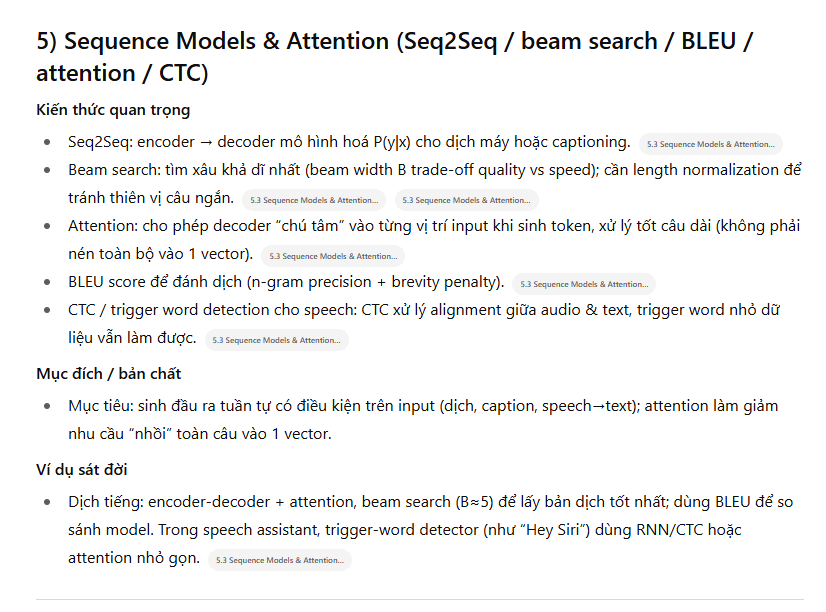 5) Sequence Models & Attention (Seq2Seq / beam search / BLEU /
attention / CTC)
Kiến thức quan trọng
• Seq2Seq: encoder → decoder mô hình hoá P(y|x) cho dịch máy hoặc captioning. 5.3 Sequence Models & Attention...
• Beam search: tìm xâu khả dĩ nhất (beam width B trade-off quality vs speed); cần length normalization để
tránh thiên vị câu ngắn. 5.3 Sequence Models & Attention... 5.3 Sequence Models & Attention...
• Attention: cho phép decoder “chú tâm” vào từng vị trí input khi sinh token, xử lý tốt câu dài (không phải
nén toàn bộ vào 1 vector). 5.3 Sequence Models & Attention...
• BLEU score để đánh dịch (n-gram precision + brevity penalty). 5.3 Sequence Models & Attention...
• CTC / trigger word detection cho speech: CTC xử lý alignment giữa audio & text, trigger word nhỏ dữ
liệu vẫn làm được. 5.3 Sequence Models & Attention...
Mục đích / bản chất
• Mục tiêu: sinh đầu ra tuần tự có điều kiện trên input (dịch, caption, speech→text); attention làm giảm
nhu cầu “nhồi” toàn câu vào 1 vector.
Ví dụ sát đời
• Dịch tiếng: encoder-decoder + attention, beam search (B≈5) để lấy bản dịch tốt nhất; dùng BLEU để so
sánh model. Trong speech assistant, trigger-word detector (như “Hey Siri”) dùng RNN/CTC hoặc
attention nhỏ gọn. 5.3 Sequence Models & Attention...